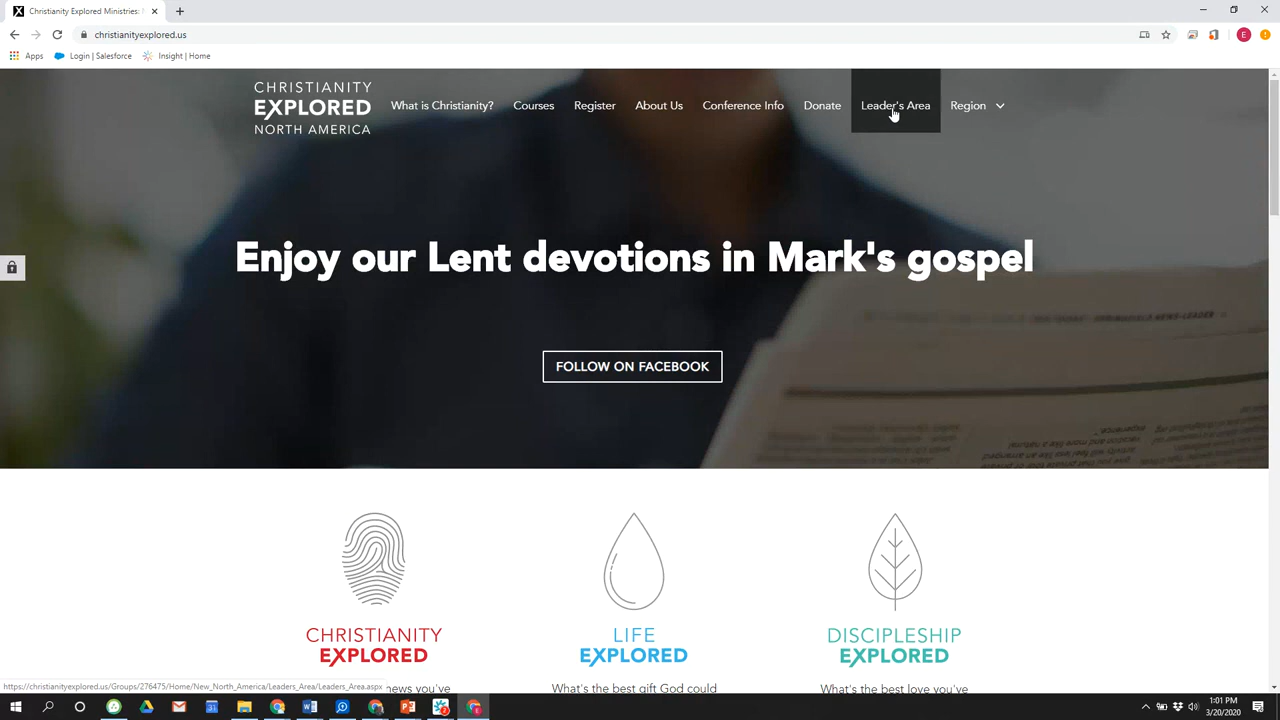 Christianity Explored Ministries:
christianityexplored.us
Apps
Login | Salesforce
Insight | Home
E
CHRISTIANITY
EXPLORED
NORTH AMERICA
What is Christianity?
Courses
Register
About Us
Conference Info
Donate
Leader's Area
Region
Enjoy our Lent devotions in Mark's gospel
FOLLOW ON FACEBOOK
CHRISTIANITY
EXPLORED
LIFE
EXPLORED
DISCIPLESHIP
EXPLORED
https://christianityexplored.us/Groups/276475/Home/New_North_America/Leaders_Area/Leaders_Area.aspx
news you've
What's the best gift God could
What's the best love you've
1:01 PM
3/20/2020